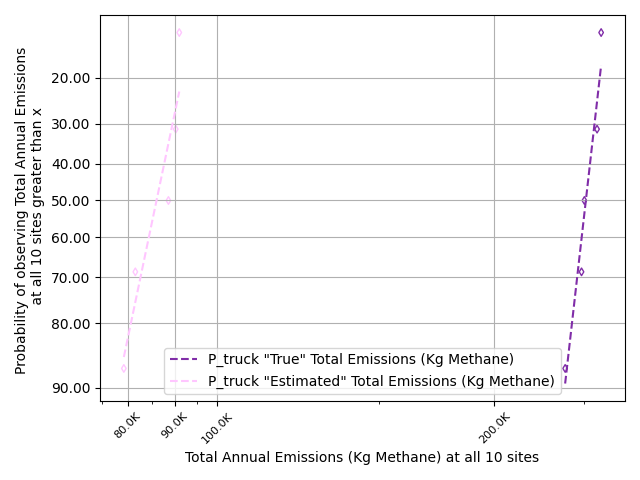 Probability of observing Total Annual Emissions
at all 10 sites greater than x
20.00
30.00
40.00
50.00
60.00
70.00
80.00
90.00
P_truck "True" Total Emissions (Kg Methane)
P_truck "Estimated" Total Emissions (Kg Methane)
80.0K
90.0K
100.0K
200.0K
Total Annual Emissions (Kg Methane) at all 10 sites